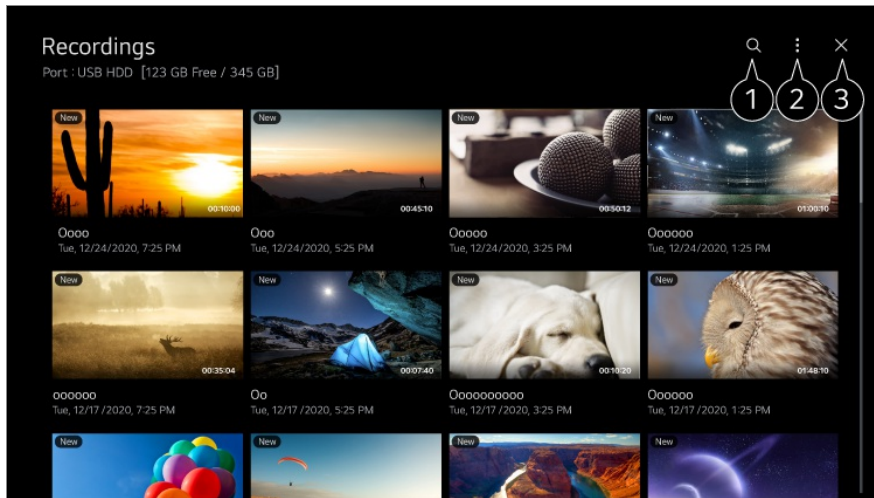 Recordings
Port : USB HDD [123 GB Free / 345 GB]
1 2 3
New New New New
00:10:00 00:45:10 00:50:12 01:00:10
Oooo Ooo Ooooo Oooooo
Tue, 12/24/2020, 7:25 PM Tue, 12/24/2020, 5:25 PM Tue, 12/24/2020, 3:25 PM Tue, 12/24/2020, 1:25 PM
New New New New
00:35:04 00:07:40 00:10:20 01:48:10
oooooo Oo Oooooooooo Oooooo
Tue, 12/17 /2020, 7:25 PM Tue, 12/17 /2020, 5:25 PM Tue, 12/17 /2020, 3:25 PM Tue, 12/17 /2020, 1:25 PM
New New New New